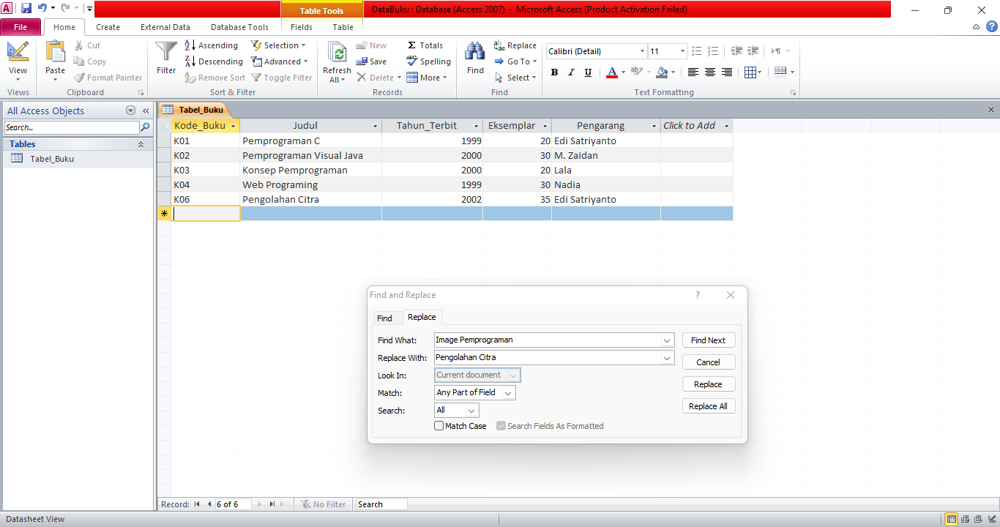 Table Tools
DataBuku : Database (Access 2007) - Microsoft Access (Product Activation Failed)
File Home Create External Data Database Tools Fields Table
View
Views
Paste
Cut
Copy
Format Painter
Clipboard
Filter
Ascending
Descending
Remove Sort
Selection
Advanced
Toggle Filter
Sort & Filter
Refresh
All
New
Save
Delete
Totals
Spelling
More
Records
Find
Replace
Go To
Select
Find
Calibri (Detail) 11
B I U A
Text Formatting
All Access Objects
Search...
Tables
Tabel_Buku
Tabel_Buku
Kode_Buku Judul Tahun_Terbit Eksemplar Pengarang Click to Add
K01 Pemprograman C 1999 20 Edi Satriyanto
K02 Pemprograman Visual Java 2000 30 M. Zaidan
K03 Konsep Pemprograman 2000 20 Lala
K04 Web Programing 1999 30 Nadia
K06 Pengolahan Citra 2002 35 Edi Satriyanto
Find and Replace
Find Replace
Find What: Image Pemprograman Find Next
Replace With: Pengolahan Citra Cancel
Look In: Current document
Replace
Match: Any Part of Field
Replace All
Search: All
Match Case Search Fields As Formatted
Record: 6 of 6 No Filter Search
Datasheet View